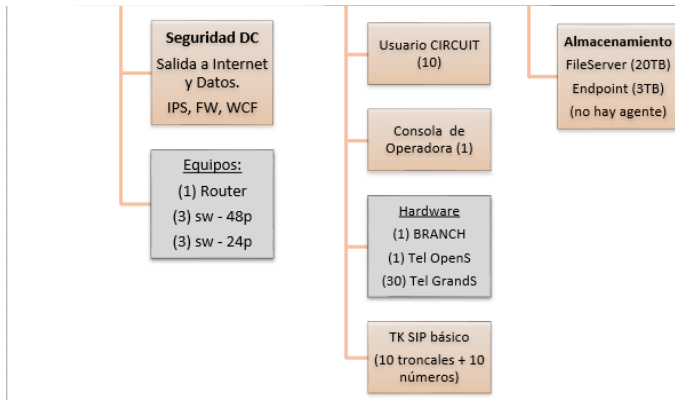 Seguridad DC
Salida a Internet
y Datos.
IPS, FW, WCF
Equipos:
(1) Router
(3) sw - 48p
(3) sw - 24p
Usuario CIRCUIT
(10)
Consola de
Operadora (1)
Hardware
(1) BRANCH
(1) Tel OpenS
(30) Tel GrandS
TK SIP básico
(10 troncales + 10
números)
Almacenamiento
FileServer (20TB)
Endpoint (3TB)
(no hay agente)